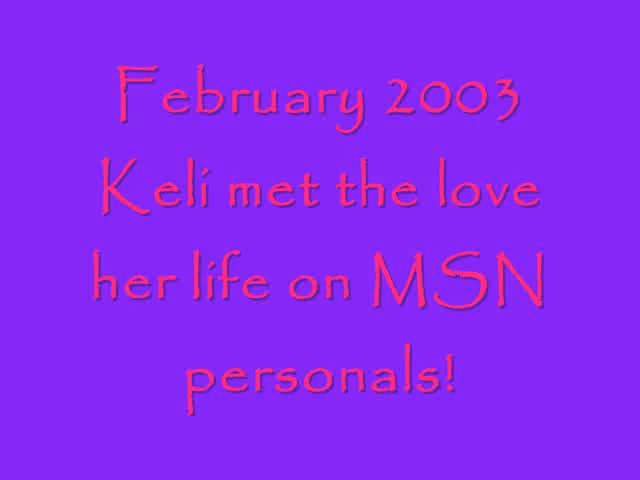 February 2003
Keli met the love
her life on MSN
personals!